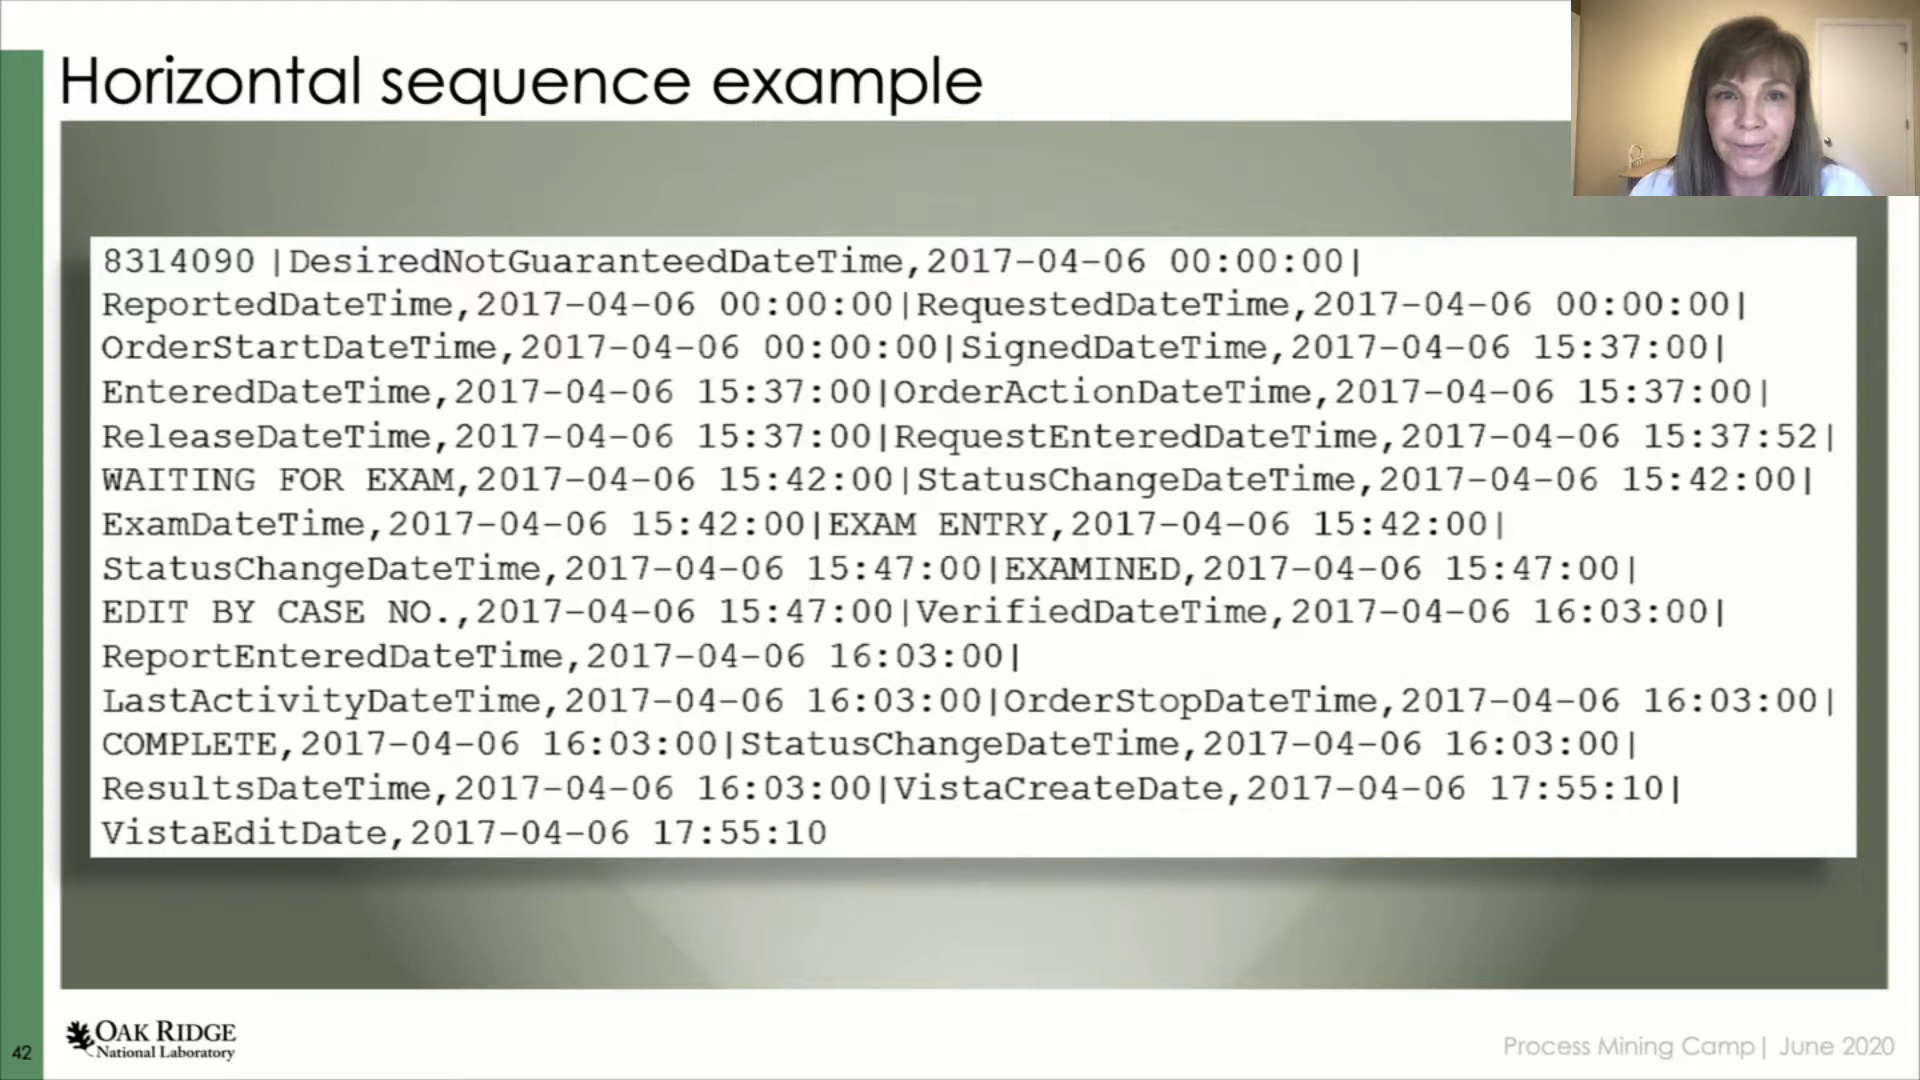 Horizontal sequence example
8314090 |DesiredNotGuaranteedDateTime,2017-04-06 00:00:00|
ReportedDateTime,2017-04-06 00:00:00|RequestedDateTime,2017-04-06 00:00:00|
OrderStartDateTime,2017-04-06 00:00:00|SignedDateTime,2017-04-06 15:37:00|
EnteredDateTime,2017-04-06 15:37:00|OrderActionDateTime,2017-04-06 15:37:00|
ReleaseDateTime,2017-04-06 15:37:00|RequestEnteredDateTime,2017-04-06 15:37:52|
WAITING FOR EXAM,2017-04-06 15:42:00|StatusChangeDateTime,2017-04-06 15:42:00|
ExamDateTime,2017-04-06 15:42:00|EXAM ENTRY,2017-04-06 15:42:00|
StatusChangeDateTime,2017-04-06 15:47:00|EXAMINED,2017-04-06 15:47:00|
EDIT BY CASE NO.,2017-04-06 15:47:00|VerifiedDateTime,2017-04-06 16:03:00|
ReportEnteredDateTime,2017-04-06 16:03:00|
LastActivityDateTime,2017-04-06 16:03:00|OrderStopDateTime,2017-04-06 16:03:00|
COMPLETE,2017-04-06 16:03:00|StatusChangeDateTime,2017-04-06 16:03:00|
ResultsDateTime,2017-04-06 16:03:00|VistaCreateDate,2017-04-06 17:55:10|
VistaEditDate,2017-04-06 17:55:10
42
OAK RIDGE
National Laboratory
Process Mining Camp| June 2020